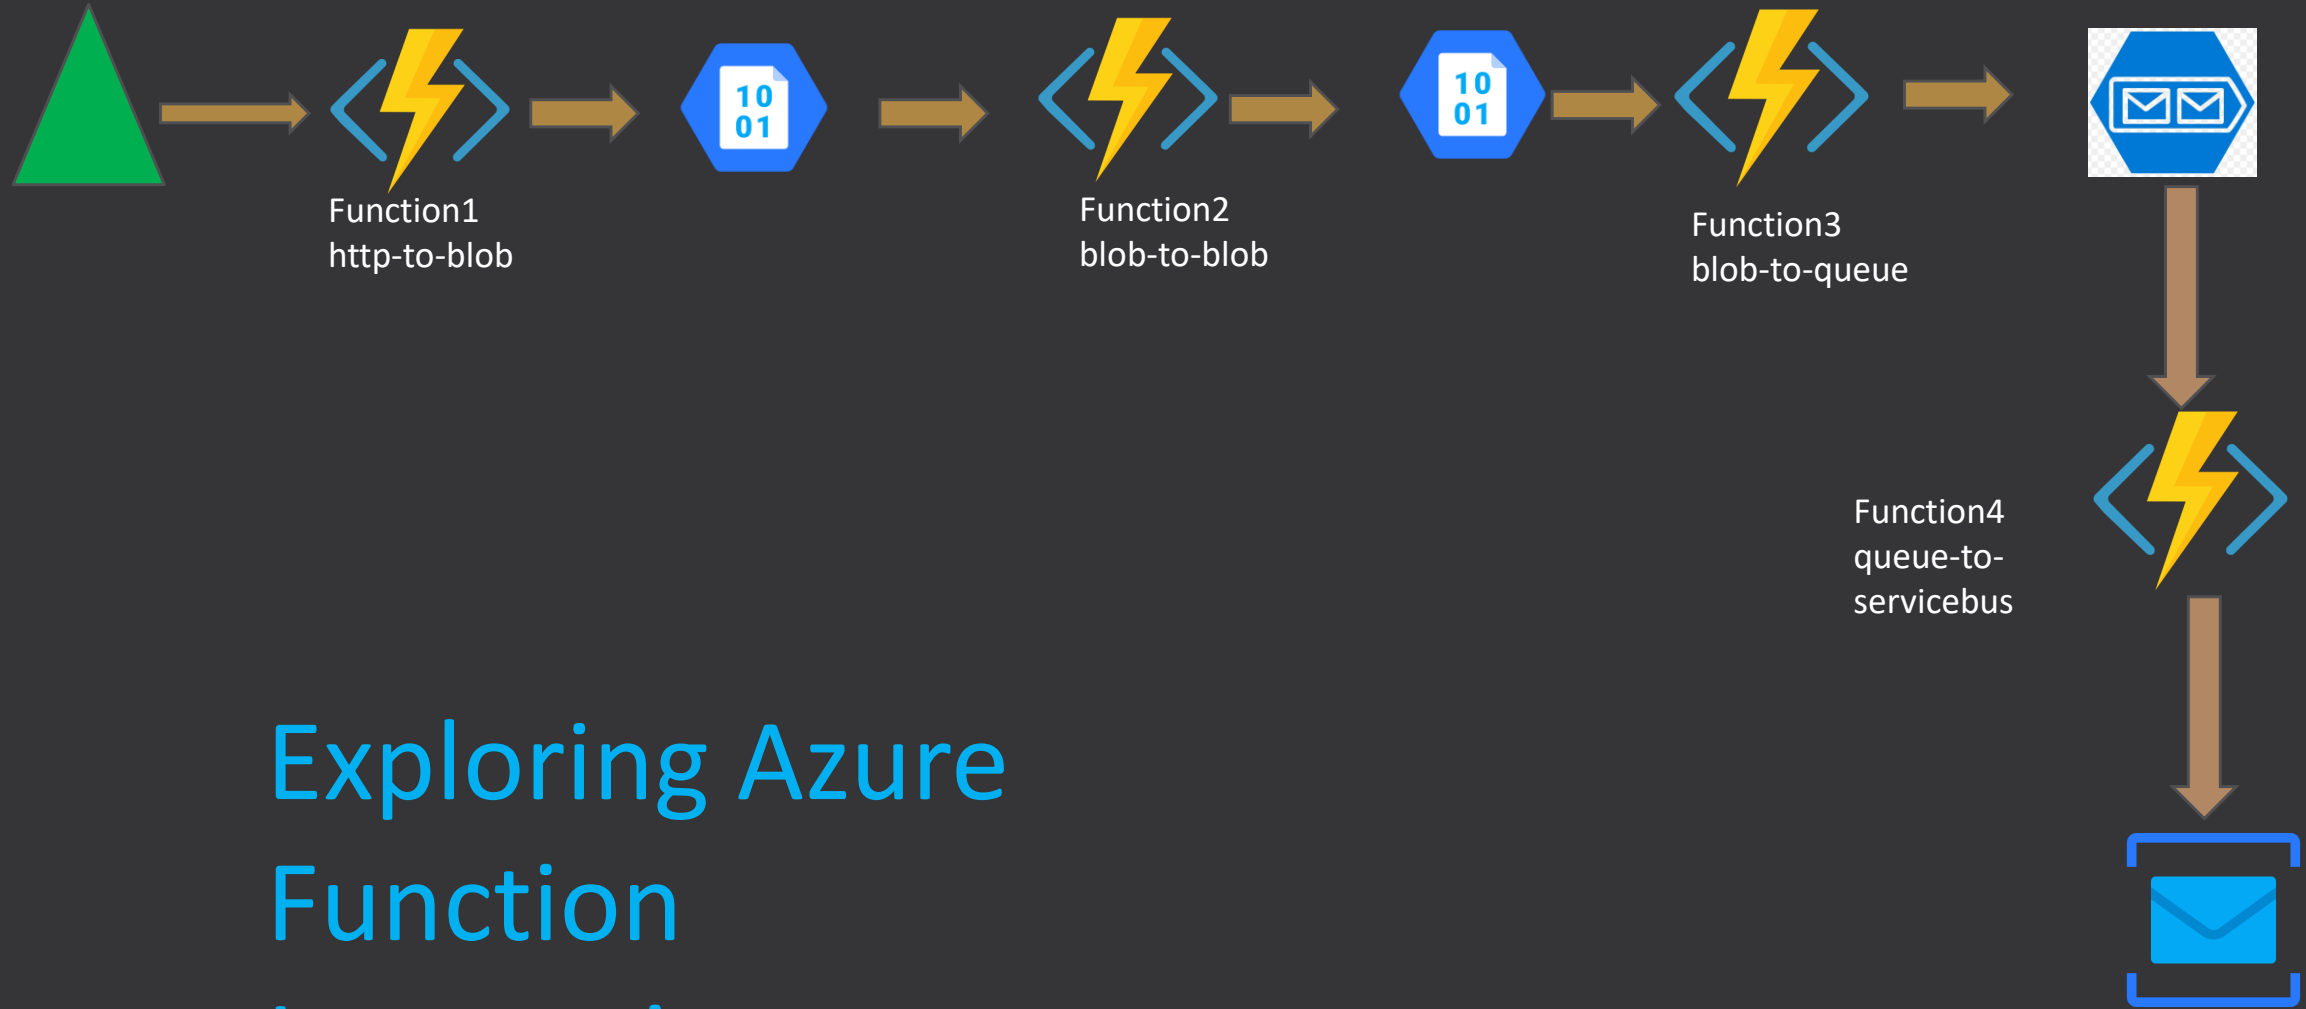 10
01
10
01
Function1
http-to-blob
Function2
blob-to-blob
Function3
blob-to-queue
Function4
queue-to-
servicebus
Exploring Azure
Function